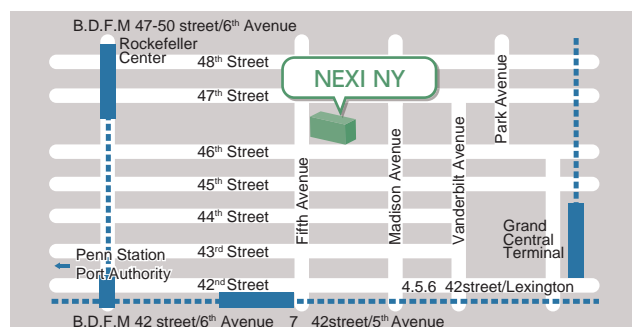 B.D.F.M 47-50 street/6th Avenue
Rockefeller
Center
48th Street
NEXI NY
47th Street
Park Avenue
46th Street
45th Street
44th Street
Fifth Avenue
Madison Avenue
Vanderbilt Avenue
Grand
Central
Terminal
43rd Street
Penn Station
Port Authority
42nd Street
4.5.6 42street/Lexington
B.D.F.M 42 street/6th Avenue 7 42street/5th Avenue